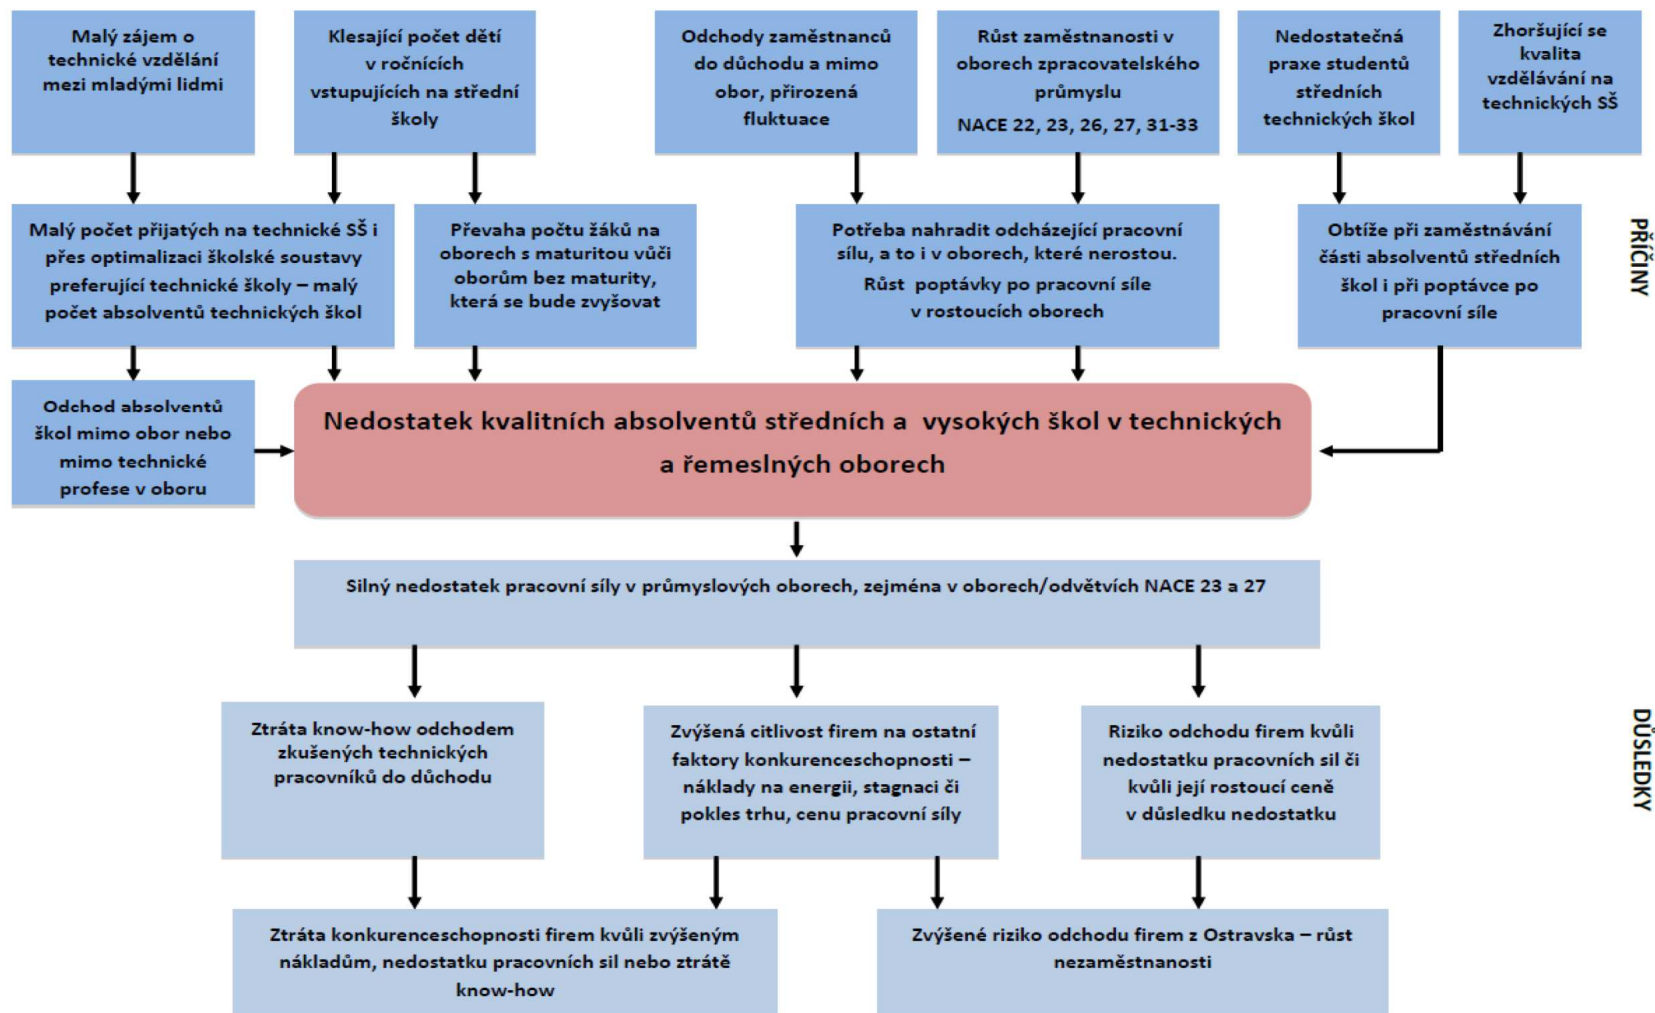 Malý zájem o
technické vzdělání
mezi mladými lidmi
Klesající počet dětí
v ročnících
vstupujících na střední
školy
Odchody zaměstnanců
do důchodu a mimo
obor, přirozená
fluktuace
Růst zaměstnanosti v
oborech zpracovatelského
průmyslu
NACE 22, 23, 26, 27, 31-33
Nedostatečná
praxe studentů
středních
technických škol
Zhoršující se
kvalita
vzdělávání na
technických SŠ
PŘÍČINY
Malý počet přijatých na technické SŠ i
přes optimalizaci školské soustavy
preferující technické školy – malý
počet absolventů technických škol
Převaha počtu žáků na
oborech s maturitou vůči
oborům bez maturity,
která se bude zvyšovat
Potřeba nahradit odcházející pracovní
sílu, a to i v oborech, které nerostou.
Růst poptávky po pracovní síle
v rostoucích oborech
Obtíže při zaměstnávání
části absolventů středních
škol i při poptávce po
pracovní síle
Odchod absolventů
škol mimo obor nebo
mimo technické
profese v oboru
Nedostatek kvalitních absolventů středních a vysokých škol v technických
a řemeslných oborech
Silný nedostatek pracovní síly v průmyslových oborech, zejména v oborech/odvětvích NACE 23 a 27
DŮSLEDKY
Ztráta know-how odchodem
zkušených technických
pracovníků do důchodu
Zvýšená citlivost firem na ostatní
faktory konkurenceschopnosti –
náklady na energii, stagnaci či
pokles trhu, cenu pracovní síly
Riziko odchodu firem kvůli
nedostatku pracovních sil či
kvůli její rostoucí ceně
v důsledku nedostatku
Ztráta konkurenceschopnosti firem kvůli zvýšeným
nákladům, nedostatku pracovních sil nebo ztrátě
know-how
Zvýšené riziko odchodu firem z Ostravska – růst
nezaměstnanosti